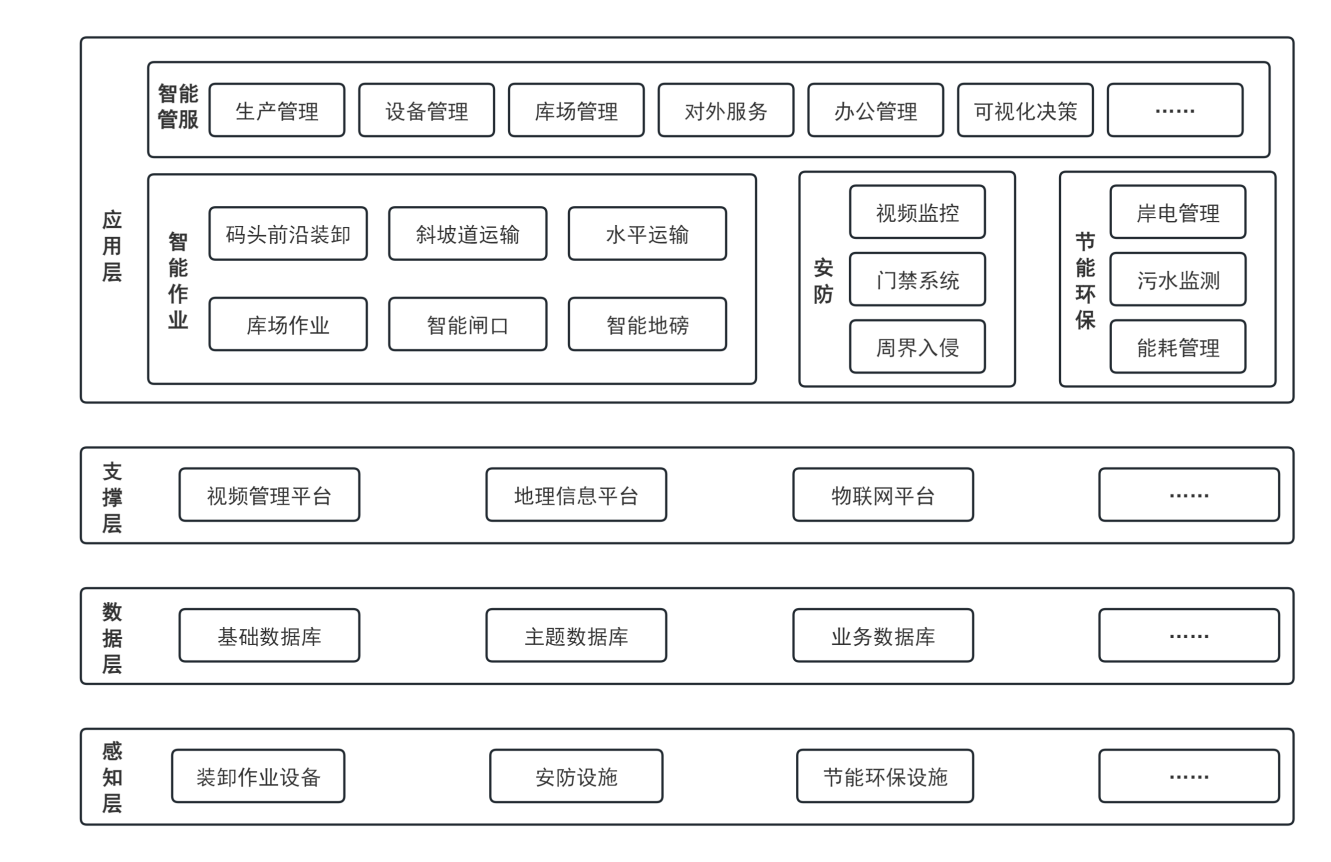 智能
管服
生产管理
设备管理
库场管理
对外服务
办公管理
可视化决策
……
应用层
智能作业
码头前沿装卸
斜坡道运输
水平运输
库场作业
智能闸口
智能地磅
安防
视频监控
门禁系统
周界入侵
节能环保
岸电管理
污水监测
能耗管理
支撑层
视频管理平台
地理信息平台
物联网平台
……
数据层
基础数据库
主题数据库
业务数据库
……
感知层
装卸作业设备
安防设施
节能环保设施
……